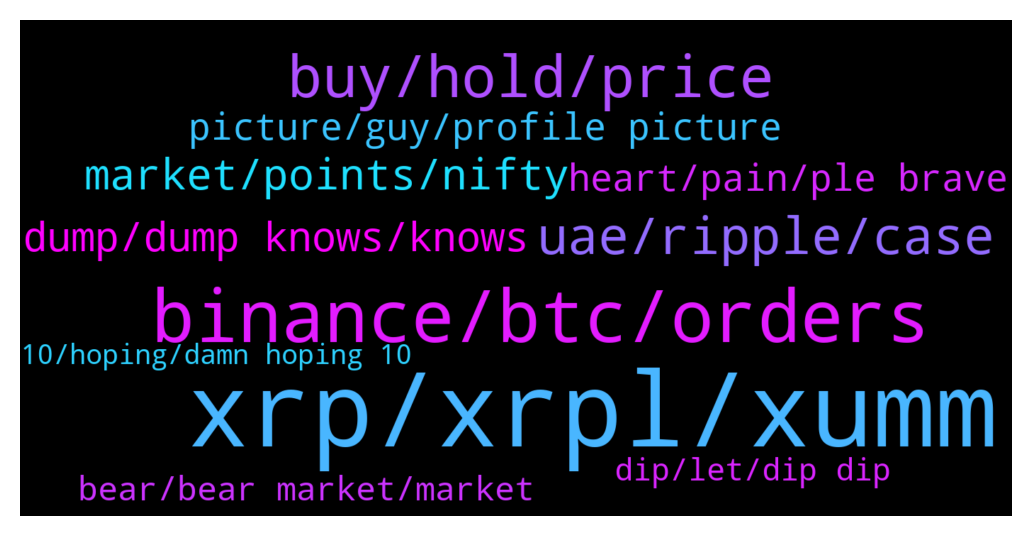 buy/hold/price
picture/guy/profile picture
market/points/nifty
heart/pain/ple brave
dump/dump knows/knows
uae/ripple/case
binance/btc/orders
10/hoping/damn hoping 10
xrp/xrpl/xumm
dip/let/dip dip
bear/bear market/market